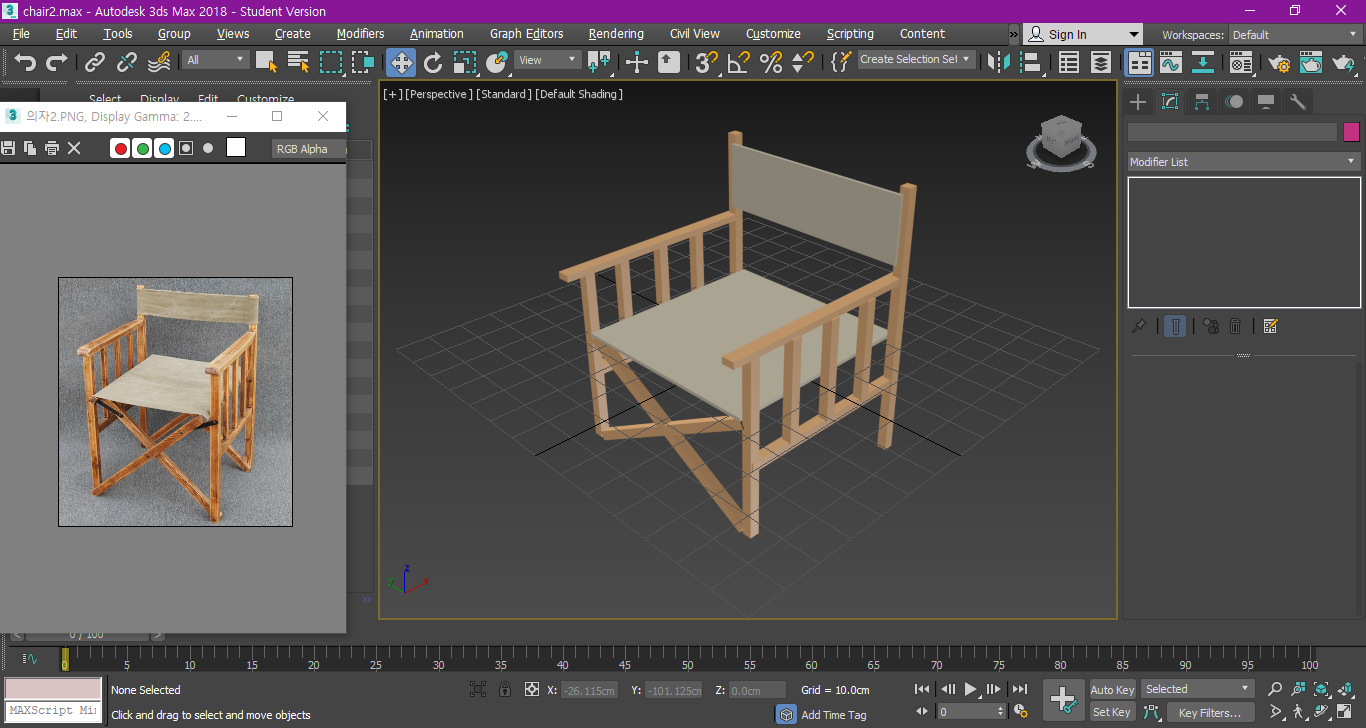 chair2.max - Autodesk 3ds Max 2018 - Student Version
File Edit Tools Group Views Create Modifiers Animation Graph Editors Rendering Civil View Customize Scripting Content » Sign In Workspaces: Default
All View Create Selection Set
Select Display Edit Customize
[+] [Perspective ] [Standard ] [Default Shading ]
3 의자2.PNG, Display Gamma: 2....
RGB Alpha
Modifier List
z
y x
»
< 0 / 100 >
0 5 10 15 20 25 30 35 40 45 50 55 60 65 70 75 80 85 90 95 100
None Selected X: -26.115cm Y: -101.125cm Z: 0.0cm Grid = 10.0cm Auto Key Selected
MAXScript Mi Click and drag to select and move objects Add Time Tag 0 Set Key Key Filters...